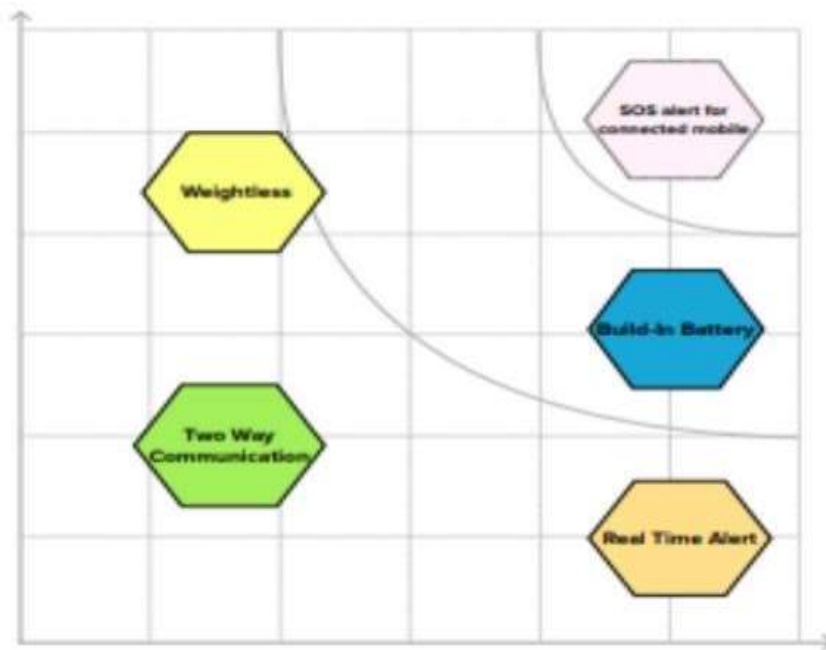 SOS alert for
connected mobile
Weightless
Build-In Battery
Two Way
Communication
Real Time Alert